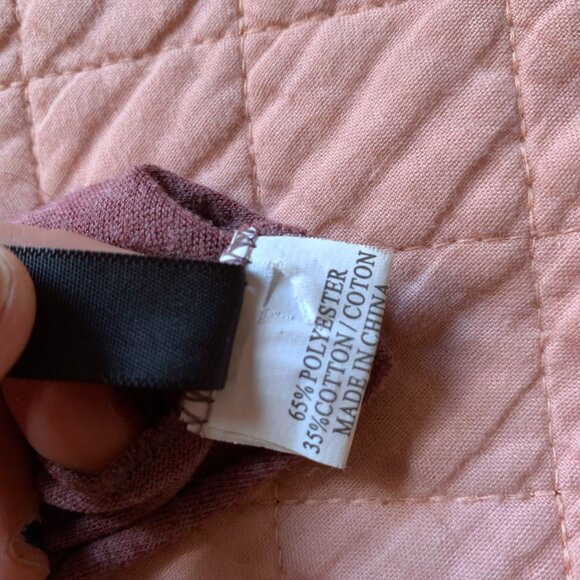 65% POLYESTER
35%COTTON/COTON
MADE IN CHINA